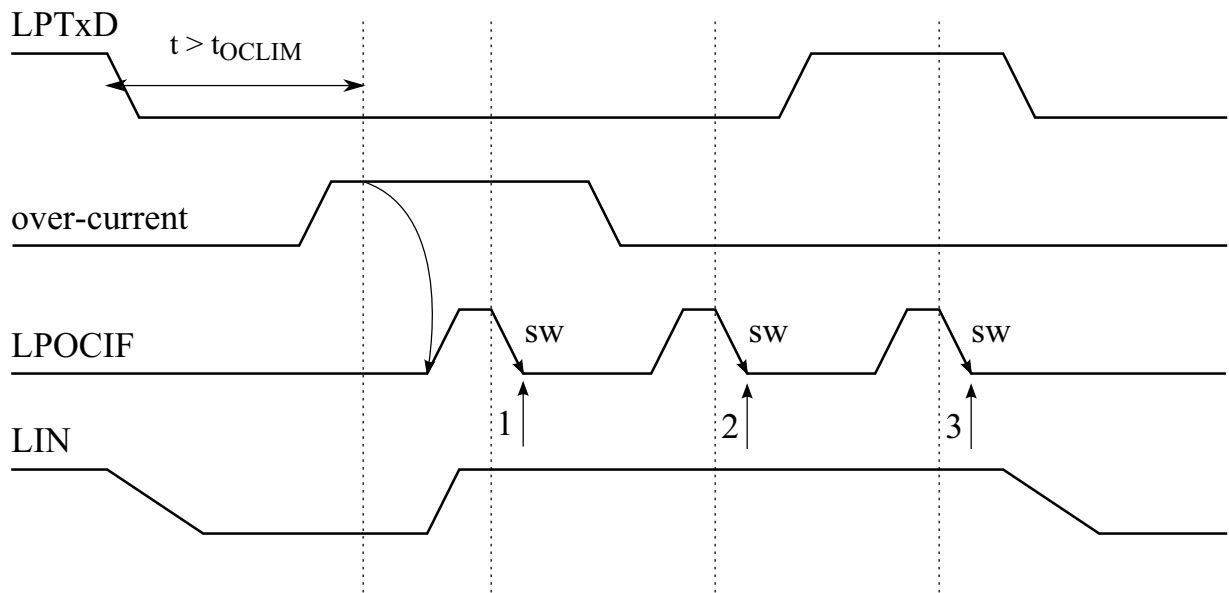 LPTxD
t > tOCLIM
over-current
LPOCIF
sw
sw
sw
1
2
3
LIN